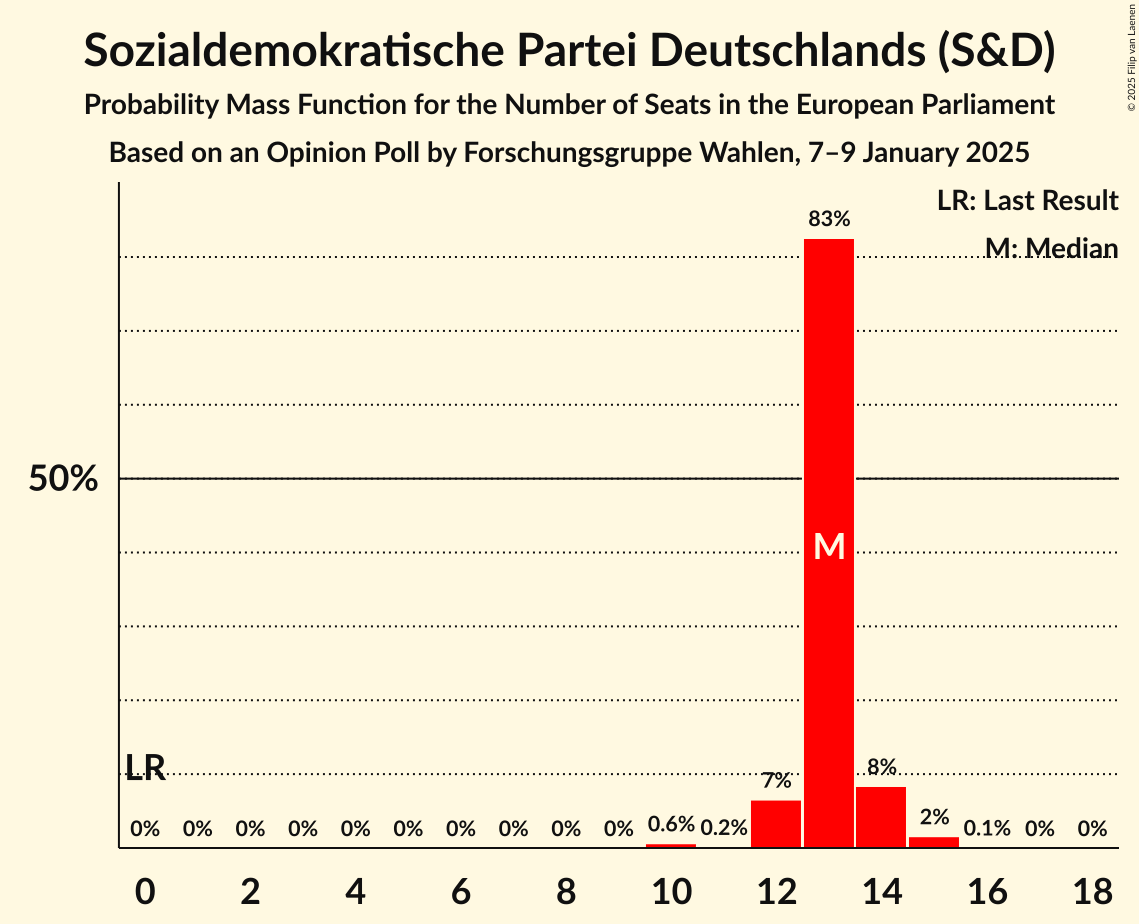 Sozialdemokratische Partei Deutschlands (S&D)
Probability Mass Function for the Number of Seats in the European Parliament
Based on an Opinion Poll by Forschungsgruppe Wahlen, 7–9 January 2025
© 2025 Filip van Laenen
LR: Last Result
M: Median
83%
50%
M
LR
0% 0% 0% 0% 0% 0% 0% 0% 0% 0% 0.6% 0.2% 7% 8% 2% 0.1% 0% 0%
0 2 4 6 8 10 12 14 16 18